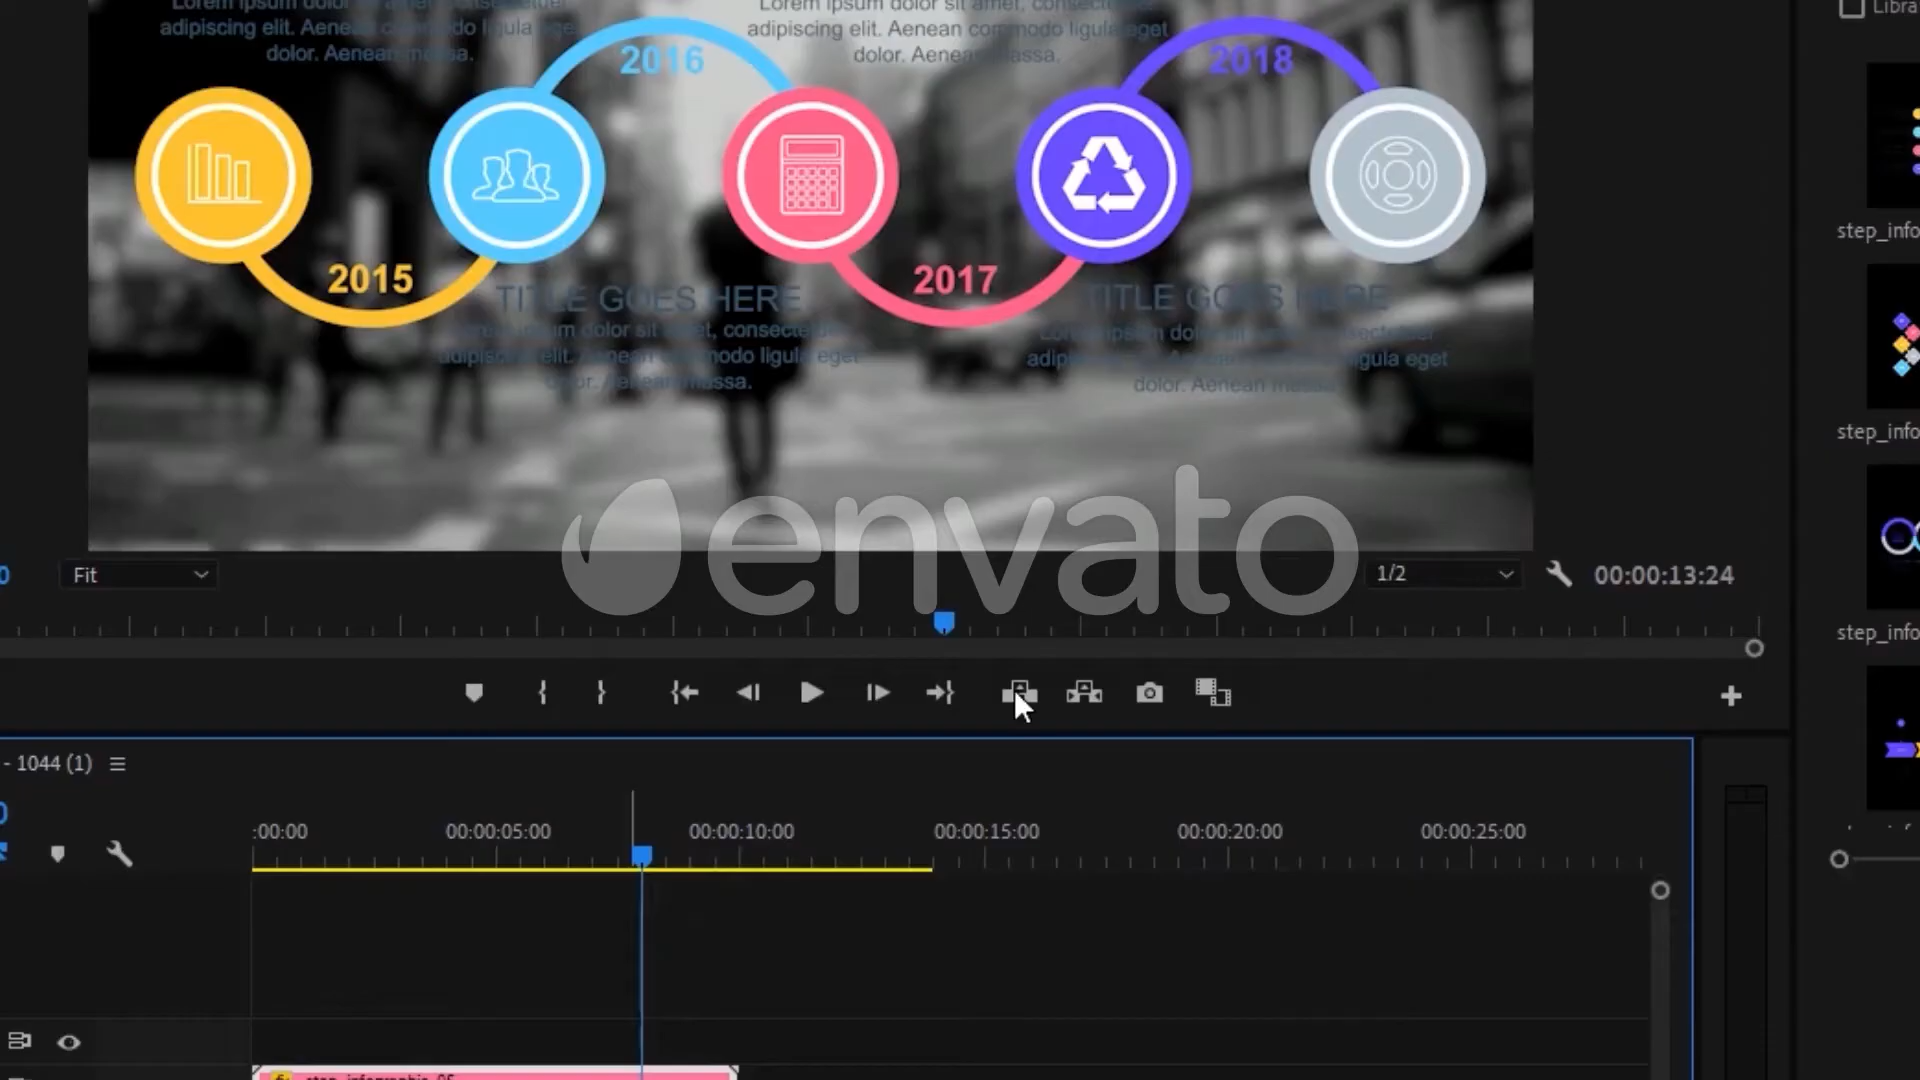 Lorem ipsum dolor sit amet, consectetuer
adipiscing elit. Aenean commodo ligula eget
dolor. Aenean massa.
Lorem ipsum dolor sit amet, consectetuer
adipiscing elit. Aenean commodo ligula eget
dolor. Aenean massa.
2016
2018
2015
2017
TITLE GOES HERE
Lorem ipsum dolor sit amet, consectetuer
adipiscing elit. Aenean commodo ligula eget
dolor. Aenean massa.
TITLE GOES HERE
Lorem ipsum dolor sit amet, consectetuer
adipiscing elit. Aenean commodo ligula eget
dolor. Aenean massa.
envato
Fit
1/2
00:00:13:24
- 1044 (1)
:00:00
00:00:05:00
00:00:10:00
00:00:15:00
00:00:20:00
00:00:25:00
step_infographic_05
Libra
step_info
step_info
step_info